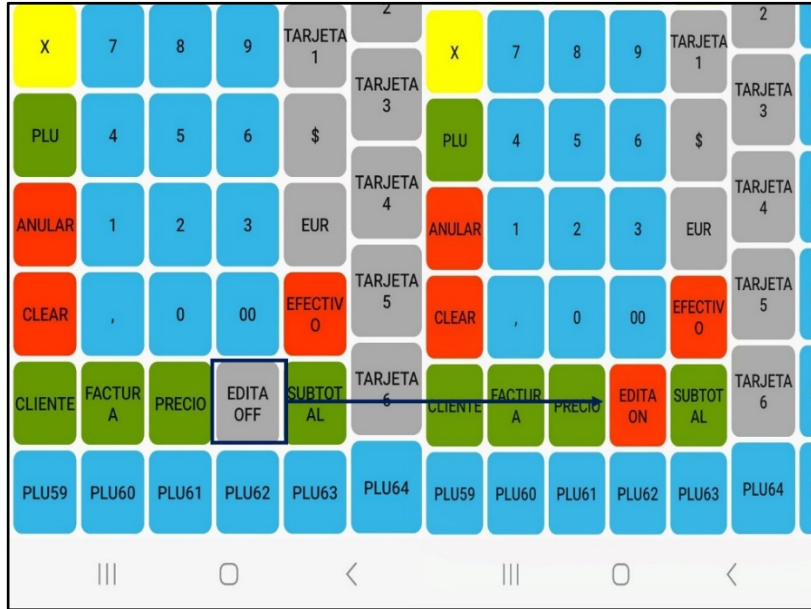 2
X 7 8 9 TARJETA
1
TARJETA
3
PLU 4 5 6 $
TARJETA
4
ANULAR 1 2 3 EUR
TARJETA
5
CLEAR , 0 00 EFECTIV
O
TARJETA
6
CLIENTE FACTUR
A
PRECIO EDITA
OFF
SUBTOT
AL
PLU59 PLU60 PLU61 PLU62 PLU63 PLU64
2
X 7 8 9 TARJETA
1
TARJETA
3
PLU 4 5 6 $
TARJETA
4
ANULAR 1 2 3 EUR
TARJETA
5
CLEAR , 0 00 EFECTIV
O
TARJETA
6
CLIENTE FACTUR
A
PRECIO EDITA
ON
SUBTOT
AL
PLU59 PLU60 PLU61 PLU62 PLU63 PLU64